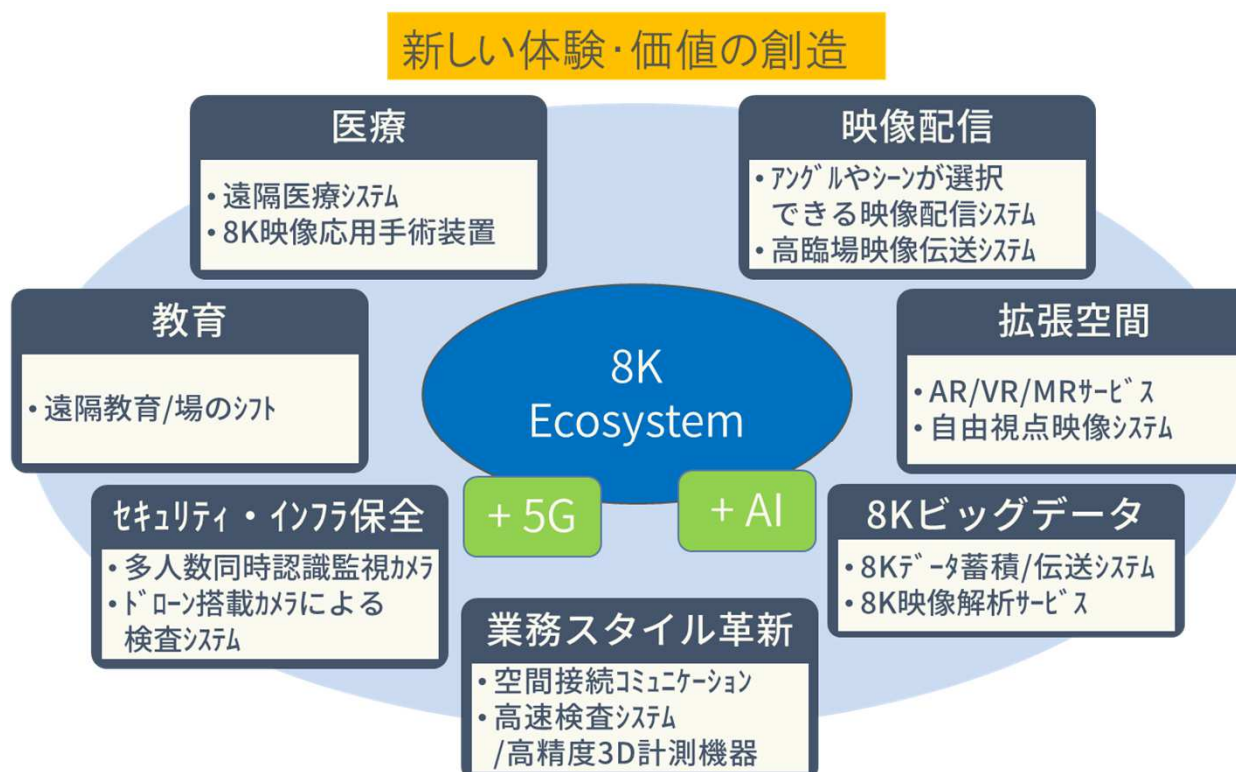 新しい体験・価値の創造
医療
• 遠隔医療ｼｽﾃﾑ
• 8K映像応用手術装置
映像配信
• ｱﾝｸﾞﾙやｼｰﾝが選択
できる映像配信ｼｽﾃﾑ
• 高臨場映像伝送ｼｽﾃﾑ
教育
• 遠隔教育/場のｼﾌﾄ
8K
Ecosystem
+ 5G
+ AI
拡張空間
• AR/VR/MRｻｰﾋﾞｽ
• 自由視点映像ｼｽﾃﾑ
ｾｷｭﾘﾃｨ・ｲﾝﾌﾗ保全
• 多人数同時認識監視ｶﾒﾗ
• ﾄﾞﾛｰﾝ搭載ｶﾒﾗによる
検査ｼｽﾃﾑ
8Kビッグデータ
• 8Kﾃﾞｰﾀ蓄積/伝送ｼｽﾃﾑ
• 8K映像解析ｻｰﾋﾞｽ
業務スタイル革新
• 空間接続ｺﾐｭﾆｹｰｼｮﾝ
• 高速検査ｼｽﾃﾑ
/高精度3D計測機器